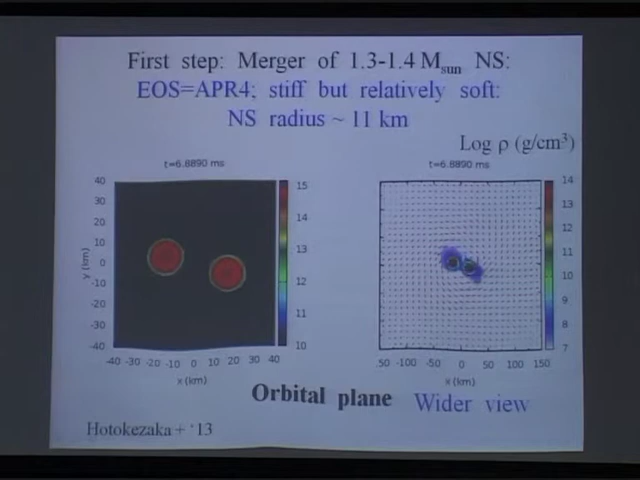 First step: Merger of 1.3-1.4 Msun NS:
EOS=APR4; stiff but relatively soft:
NS radius ~ 11 km
Log ρ (g/cm³)
t=6.8890 ms
t=6.8890 ms
40
30
20
10
0
-10
-20
-30
-40
y (km)
-40 -30 -20 -10 0 10 20 30 40
x (km)
15
14
13
12
11
10
50 -100 -50 0 50 100 150
x (km)
14
13
12
11
10
9
8
7
Orbital plane
Wider view
Hotokezaka + '13